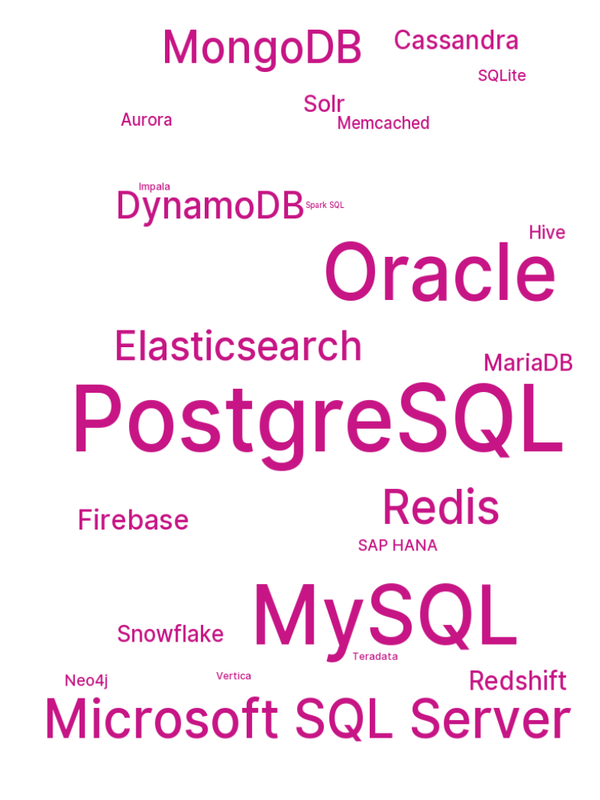 MongoDB
Cassandra
SQLite
Solr
Aurora
Memcached
Impala
DynamoDB
Spark SQL
Hive
Oracle
Elasticsearch
MariaDB
PostgreSQL
Redis
Firebase
SAP HANA
MySQL
Snowflake
Teradata
Vertica
Neo4j
Redshift
Microsoft SQL Server